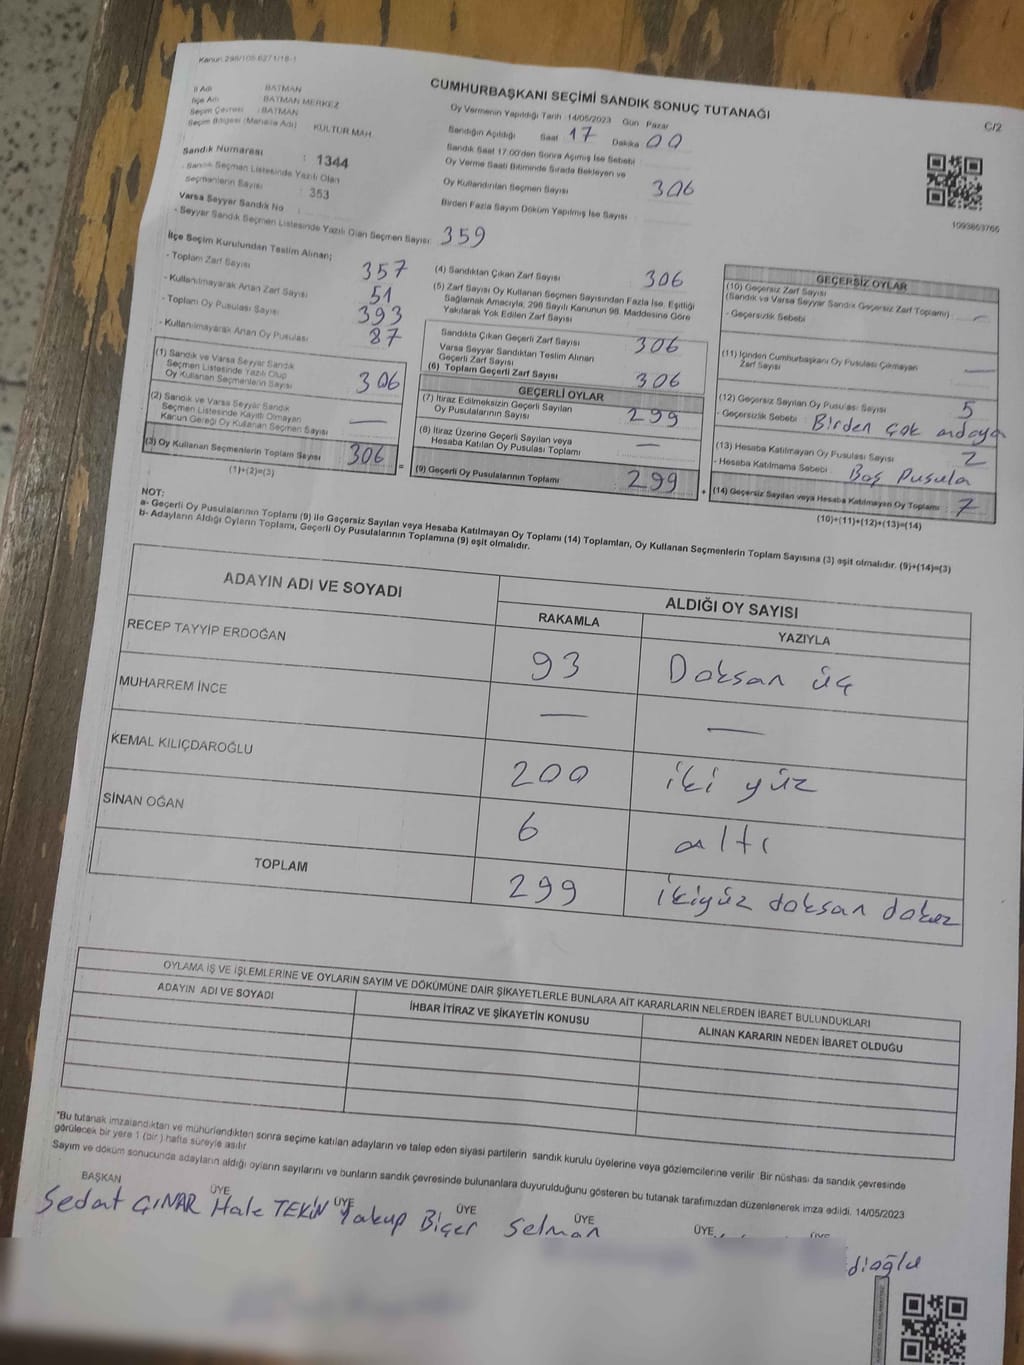 Kanun 298/105 6271/18-1
CUMHURBAŞKANI SEÇİMİ SANDIK SONUÇ TUTANAĞI
C/2
İl Adı : BATMAN
İlçe Adı : BATMAN MERKEZ
Seçim Çevresi : BATMAN
Seçim Bölgesi (Mahalle Adı) KÜLTÜR MAH.
Sandık Numarası : 1344
- Sandık Seçmen Listesinde Yazılı Olan
Seçmenlerin Sayısı : 353
Varsa Seyyar Sandık No
- Seyyar Sandık Seçmen Listesinde Yazılı Olan Seçmen Sayısı: 359
Oy Vermenin Yapıldığı Tarih : 14/05/2023 Gün Pazar
Sandığın Açıldığı Saat 17 Dakika 00
Sandık Saat 17:00'den Sonra Açmış İse Sebebi
Oy Verme Saati Bitiminde Sırada Bekleyen ve
Oy Kullandırılan Seçmen Sayısı 306
Birden Fazla Sayım Döküm Yapılmış İse Sayısı
1093653765
İlçe Seçim Kurulundan Teslim Alınan;
- Toplam Zarf Sayısı 357
- Kullanılmayarak Artan Zarf Sayısı 51
- Toplam Oy Pusulası Sayısı 393
- Kullanılmayarak Artan Oy Pusulası 87
(1) Sandık ve Varsa Seyyar Sandık
Seçmen Listesinde Yazılı Olup
Oy Kullanan Seçmenlerin Sayısı 306
(2) Sandık ve Varsa Seyyar Sandık
Seçmen Listesinde Kayıtlı Olmayan
Kanun Gereği Oy Kullanan Seçmen Sayısı —
(3) Oy Kullanan Seçmenlerin Toplam Sayısı 306
(1)+(2)=(3)
(4) Sandıktan Çıkan Zarf Sayısı 306
(5) Zarf Sayısı Oy Kullanan Seçmen Sayısından Fazla İse, Eşitliği
Sağlamak Amacıyla, 298 Sayılı Kanunun 98. Maddesine Göre
Yakılarak Yok Edilen Zarf Sayısı
Sandıkta Çıkan Geçerli Zarf Sayısı 306
Varsa Seyyar Sandıktan Teslim Alınan
Geçerli Zarf Sayısı
(6) Toplam Geçerli Zarf Sayısı 306
GEÇERLİ OYLAR
(7) İtiraz Edilmeksizin Geçerli Sayılan
Oy Pusulalarının Sayısı 299
(8) İtiraz Üzerine Geçerli Sayılan veya
Hesaba Katılan Oy Pusulası Toplamı —
(9) Geçerli Oy Pusulalarının Toplamı 299
=
+
GEÇERSİZ OYLAR
(10) Geçersiz Zarf Sayısı
(Sandık ve Varsa Seyyar Sandık Geçersiz Zarf Toplamı) —
- Geçersizlik Sebebi
(11) İçinden Cumhurbaşkanı Oy Pusulası Çıkmayan
Zarf Sayısı —
(12) Geçersiz Sayılan Oy Pusulası Sayısı 5
- Geçersizlik Sebebi Birden çok adaya
(13) Hesaba Katılmayan Oy Pusulası Sayısı 2
- Hesaba Katılmama Sebebi Boş Pusula
(14) Geçersiz Sayılan veya Hesaba Katılmayan Oy Toplamı 7
(10)+(11)+(12)+(13)=(14)
NOT:
a- Geçerli Oy Pusulalarının Toplamı (9) ile Geçersiz Sayılan veya Hesaba Katılmayan Oy Toplamı (14) Toplamları, Oy Kullanan Seçmenlerin Toplam Sayısına (3) eşit olmalıdır. (9)+(14)=(3)
b- Adayların Aldığı Oyların Toplamı, Geçerli Oy Pusulalarının Toplamına (9) eşit olmalıdır.
ADAYIN ADI VE SOYADI
ALDIĞI OY SAYISI
RAKAMLA YAZIYLA
RECEP TAYYİP ERDOĞAN 93 Doksan üç
MUHARREM İNCE — —
KEMAL KILIÇDAROĞLU 200 iki yüz
SİNAN OĞAN 6 altı
TOPLAM 299 ikiyüz doksan dokuz
OYLAMA İŞ VE İŞLEMLERİNE VE OYLARIN SAYIM VE DÖKÜMÜNE DAİR ŞİKAYETLERLE BUNLARA AİT KARARLARIN NELERDEN İBARET BULUNDUKLARI
ADAYIN ADI VE SOYADI İHBAR İTİRAZ VE ŞİKAYETİN KONUSU ALINAN KARARIN NEDEN İBARET OLDUĞU
*Bu tutanak imzalandıktan ve mühürlendikten sonra seçime katılan adayların ve talep eden siyasi partilerin sandık kurulu üyelerine veya gözlemcilerine verilir. Bir nüshası da sandık çevresinde
görülecek bir yere 1 (bir) hafta süreyle asılır
Sayım ve döküm sonucunda adayların aldığı oyların sayılarını ve bunların sandık çevresinde bulunanlara duyurulduğunu gösteren bu tutanak tarafımızdan düzenlenerek imza edildi. 14/05/2023
BAŞKAN ÜYE ÜYE ÜYE ÜYE ÜYE ÜYE
Sedat ÇINAR Hale TEKİN Yakup Biçer Selman
dioğlu